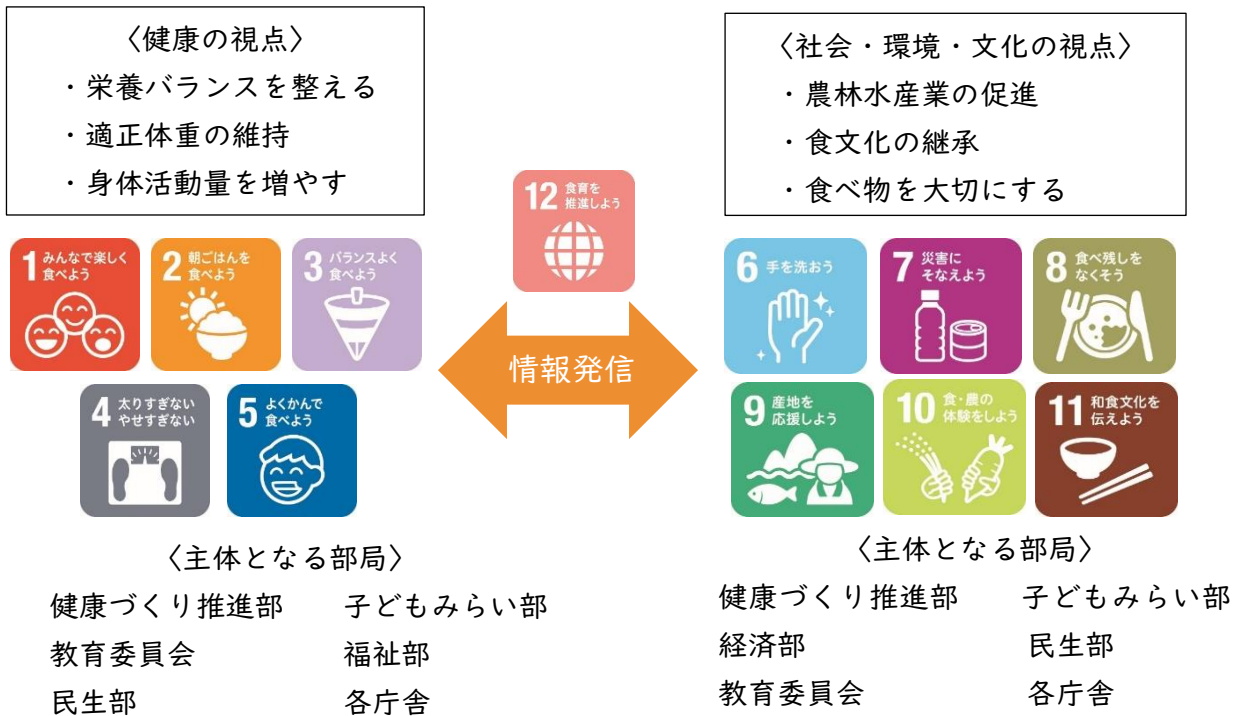 〈健康の視点〉
・栄養バランスを整える
・適正体重の維持
・身体活動量を増やす
〈社会・環境・文化の視点〉
・農林水産業の促進
・食文化の継承
・食べ物を大切にする
12 食育を
推進しよう
1 みんなで楽しく
食べよう
2 朝ごはんを
食べよう
3 バランスよく
食べよう
4 太りすぎない
やせすぎない
5 よくかんで
食べよう
情報発信
6 手を洗おう
7 災害に
そなえよう
8 食べ残しを
なくそう
9 産地を
応援しよう
10 食・農の
体験をしよう
11 和食文化を
伝えよう
〈主体となる部局〉
健康づくり推進部 子どもみらい部
教育委員会 福祉部
民生部 各庁舎
〈主体となる部局〉
健康づくり推進部 子どもみらい部
経済部 民生部
教育委員会 各庁舎